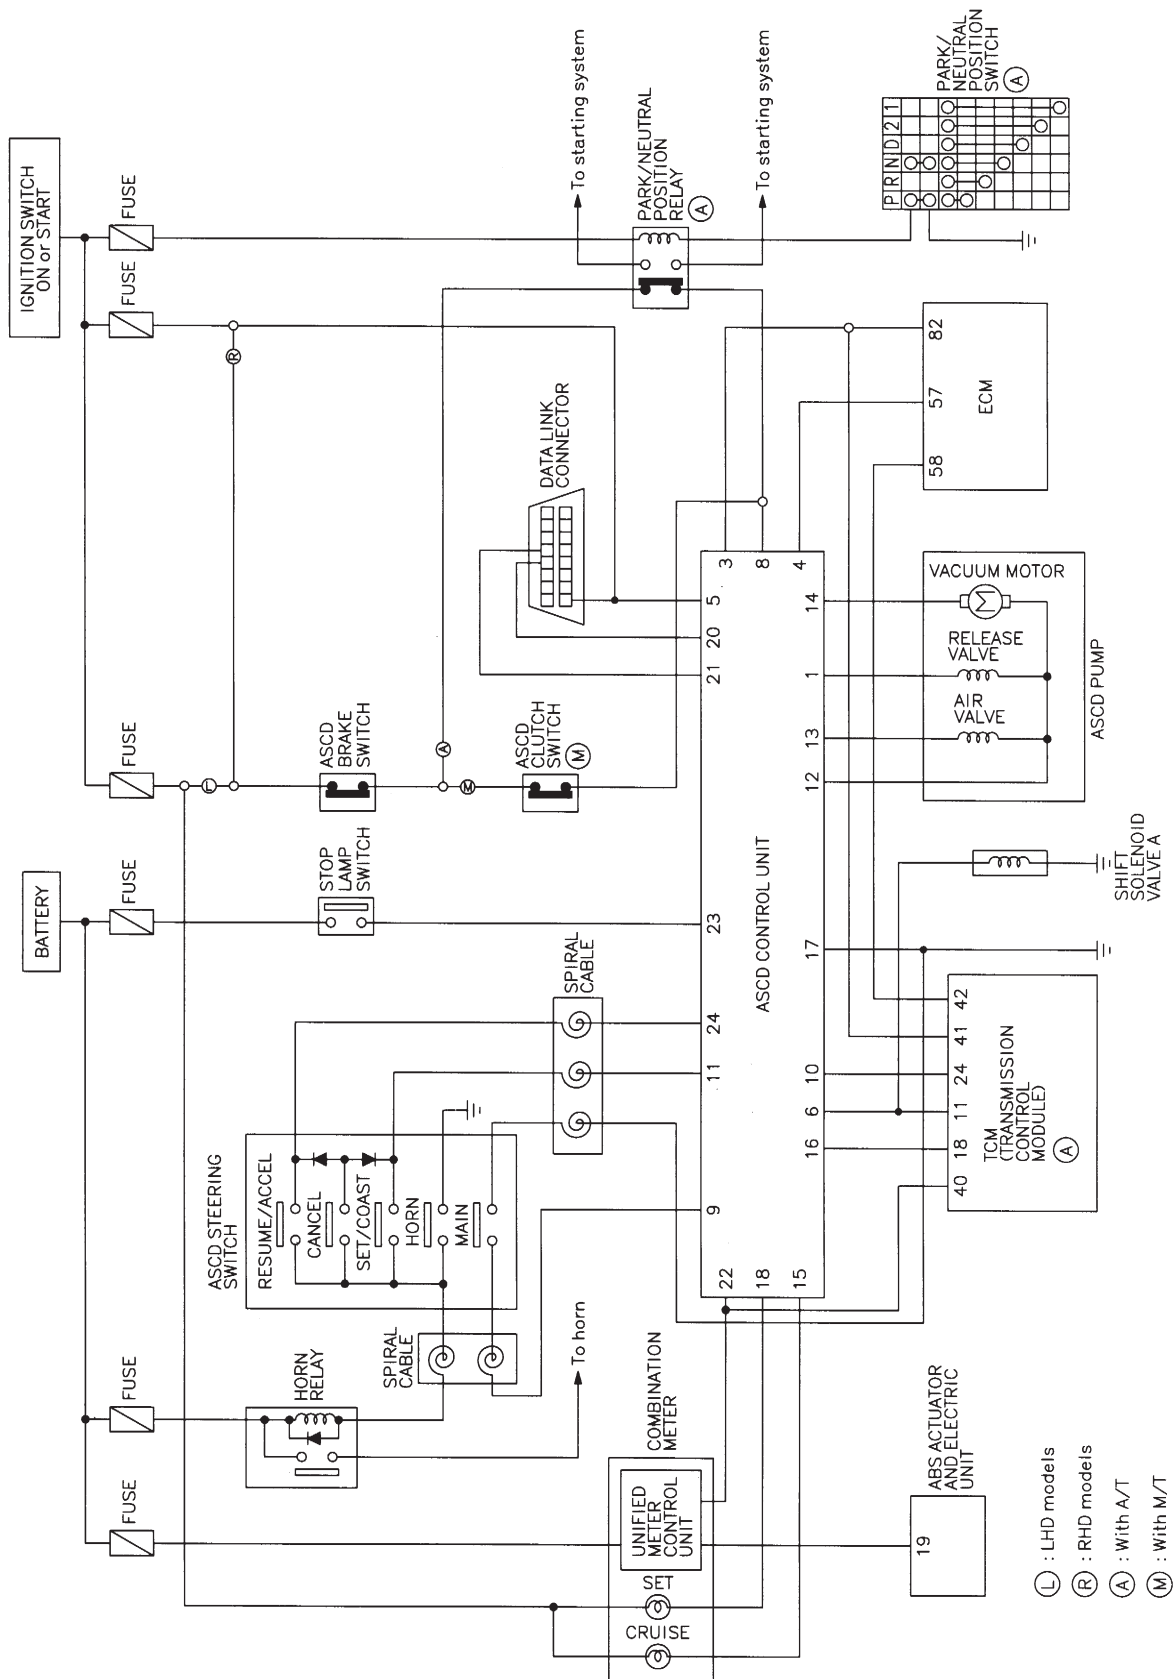 IGNITION SWITCH
ON or START
BATTERY
FUSE
FUSE
FUSE
FUSE
FUSE
FUSE
To starting system
PARK/NEUTRAL
POSITION
RELAY
A
To starting system
PARK/
NEUTRAL
POSITION
SWITCH
A
P R N D 2 1
R
L
ASCD
BRAKE
SWITCH
A
M
ASCD
CLUTCH
SWITCH
M
DATA LINK
CONNECTOR
STOP
LAMP
SWITCH
SPIRAL
CABLE
ASCD STEERING
SWITCH
RESUME/ACCEL
CANCEL
SET/COAST
HORN
MAIN
HORN
RELAY
SPIRAL
CABLE
To horn
COMBINATION
METER
UNIFIED
METER
CONTROL
UNIT
SET
CRUISE
ASCD CONTROL UNIT
22
18
15
9
11
24
23
21
20
5
3
8
4
16
6
10
17
12
13
1
14
ECM
58
57
82
VACUUM MOTOR
M
RELEASE
VALVE
AIR
VALVE
ASCD PUMP
SHIFT
SOLENOID
VALVE A
40
18
11
24
41
42
TCM
(TRANSMISSION
CONTROL
MODULE)
A
19
ABS ACTUATOR
AND ELECTRIC
UNIT
L : LHD models
R : RHD models
A : With A/T
M : With M/T